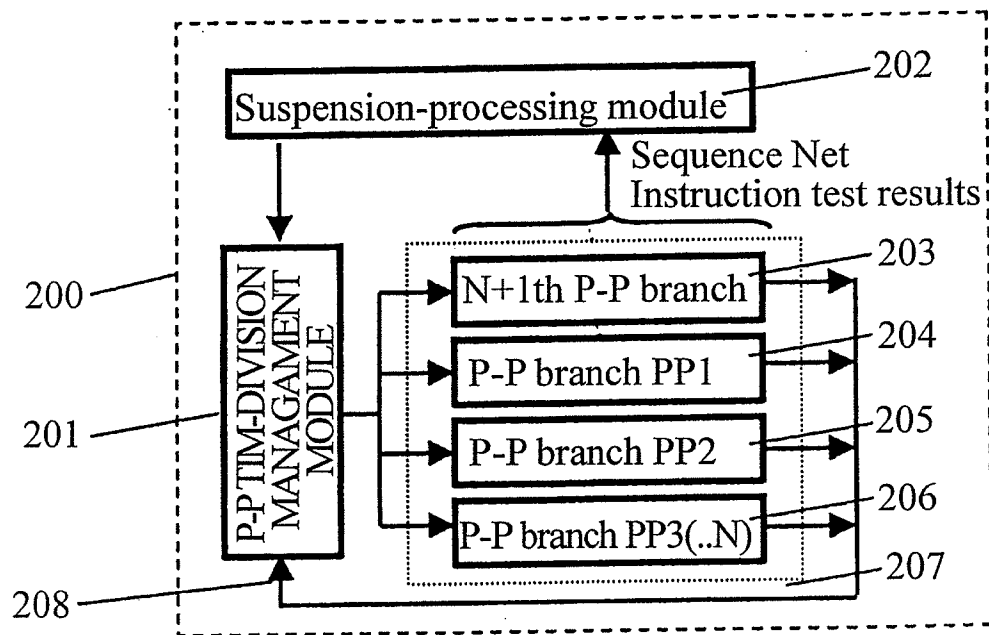 202
Suspension-processing module
Sequence Net
Instruction test results
200
203
N+1th P-P branch
204
P-P branch PP1
P-P TIM-DIVISION
MANAGAMENT
MODULE
201
205
P-P branch PP2
206
P-P branch PP3(..N)
207
208